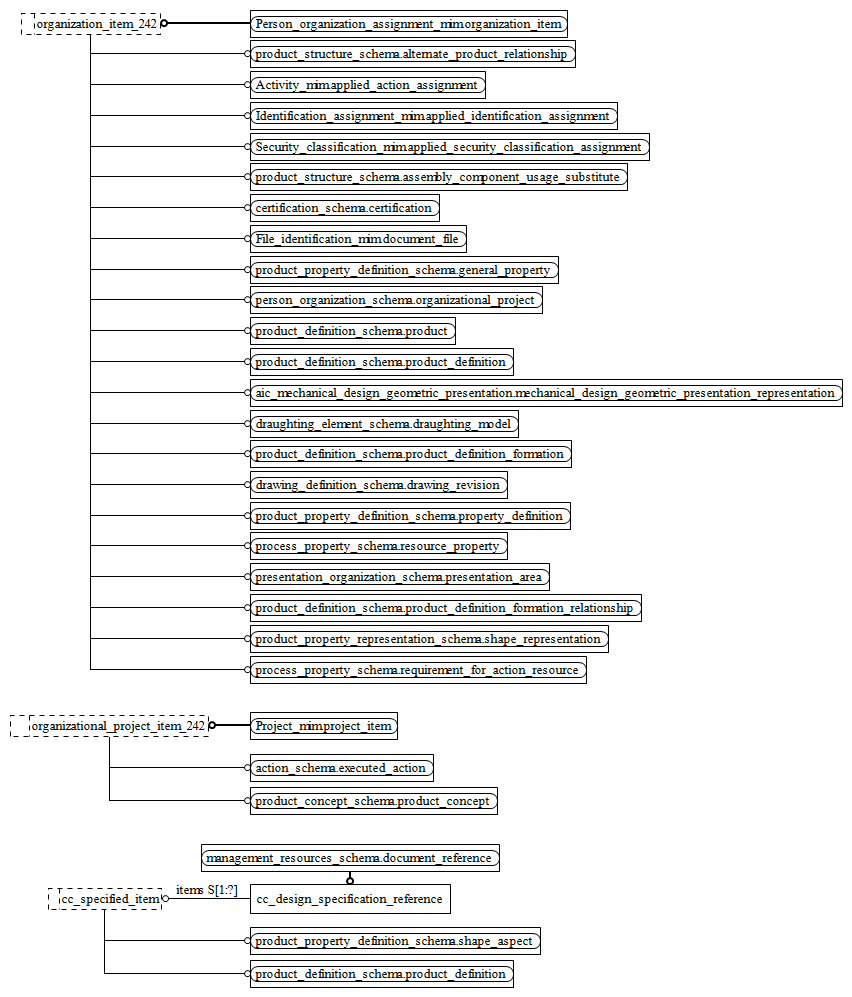 organization_item_242
Person_organization_assignment_mim.organization_item
product_structure_schema.alternate_product_relationship
Activity_mim.applied_action_assignment
Identification_assignment_mim.applied_identification_assignment
Security_classification_mim.applied_security_classification_assignment
product_structure_schema.assembly_component_usage_substitute
certification_schema.certification
File_identification_mim.document_file
product_property_definition_schema.general_property
person_organization_schema.organizational_project
product_definition_schema.product
product_definition_schema.product_definition
aic_mechanical_design_geometric_presentation.mechanical_design_geometric_presentation_representation
draughting_element_schema.draughting_model
product_definition_schema.product_definition_formation
drawing_definition_schema.drawing_revision
product_property_definition_schema.property_definition
process_property_schema.resource_property
presentation_organization_schema.presentation_area
product_definition_schema.product_definition_formation_relationship
product_property_representation_schema.shape_representation
process_property_schema.requirement_for_action_resource
organizational_project_item_242
Project_mim.project_item
action_schema.executed_action
product_concept_schema.product_concept
management_resources_schema.document_reference
cc_specified_item
items S[1:?]
cc_design_specification_reference
product_property_definition_schema.shape_aspect
product_definition_schema.product_definition